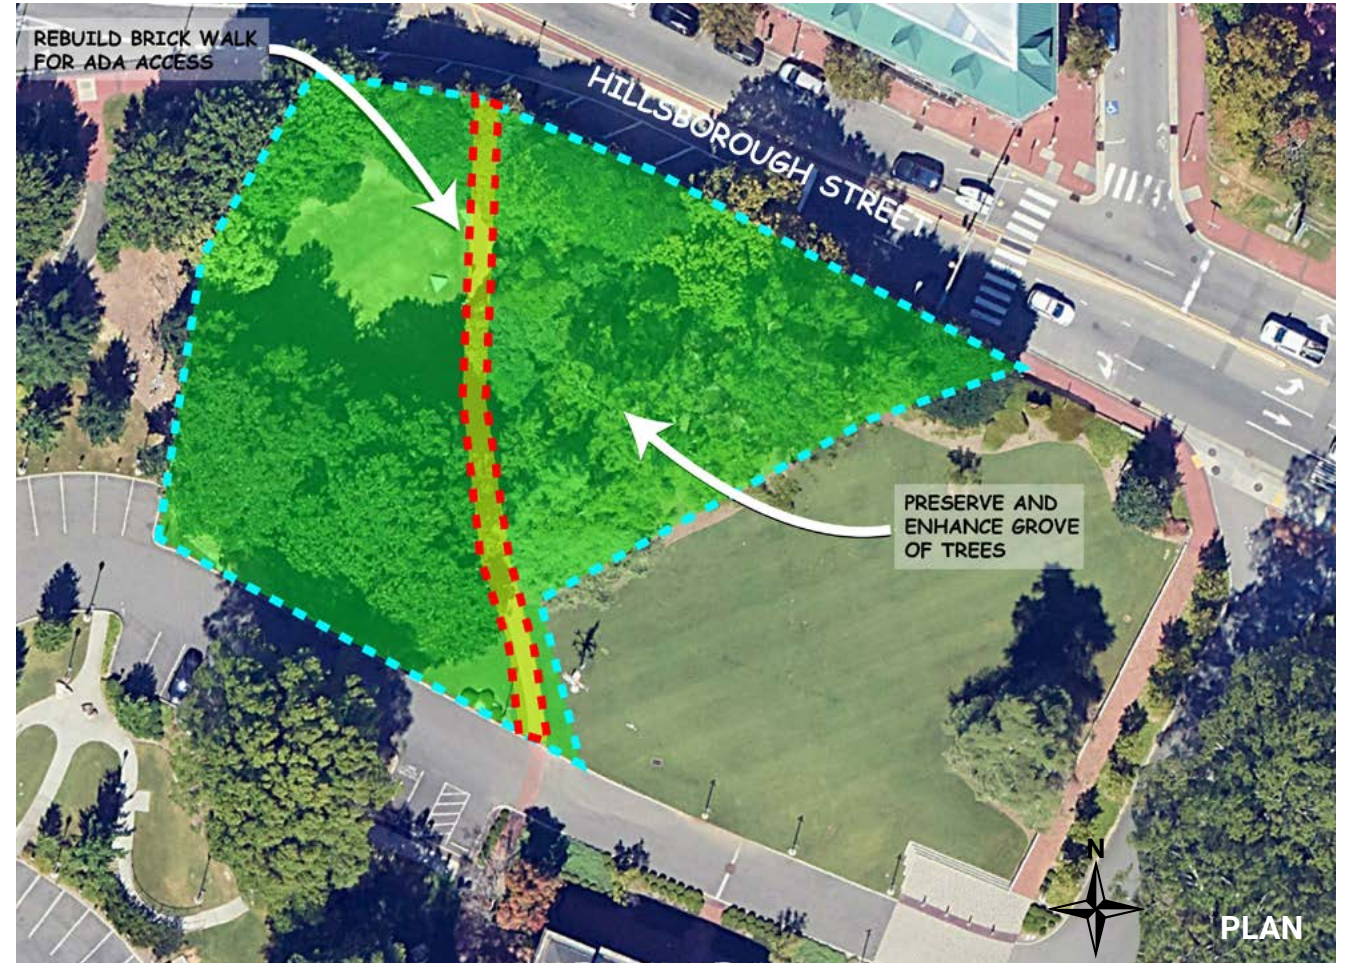 REBUILD BRICK WALK
FOR ADA ACCESS
HILLSBOROUGH STREET
PRESERVE AND
ENHANCE GROVE
OF TREES
N
PLAN